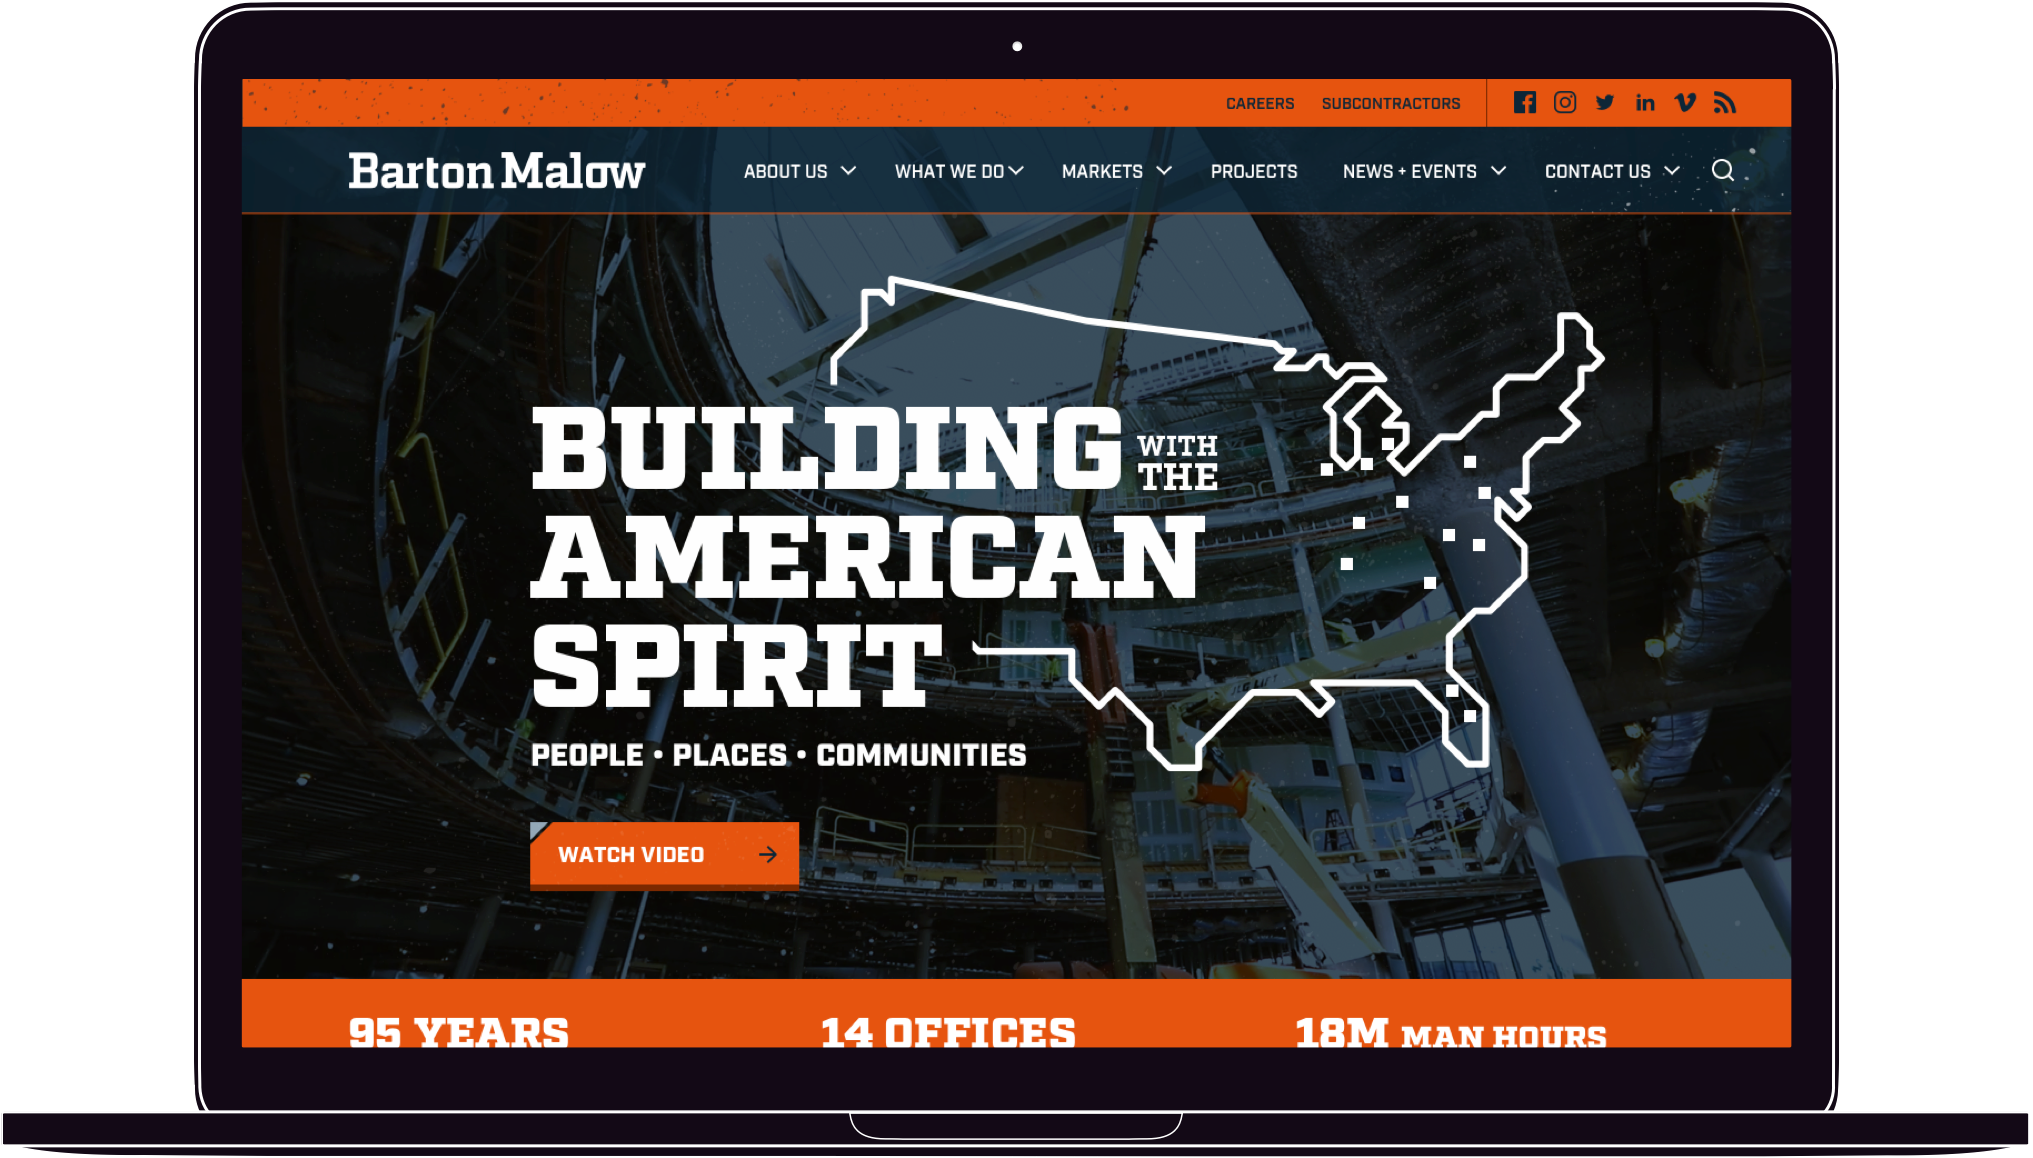 CAREERS SUBCONTRACTORS
Barton Malow ABOUT US WHAT WE DO MARKETS PROJECTS NEWS + EVENTS CONTACT US
BUILDING WITH THE
AMERICAN
SPIRIT
PEOPLE • PLACES • COMMUNITIES
WATCH VIDEO
95 YEARS 14 OFFICES 18M MAN HOURS